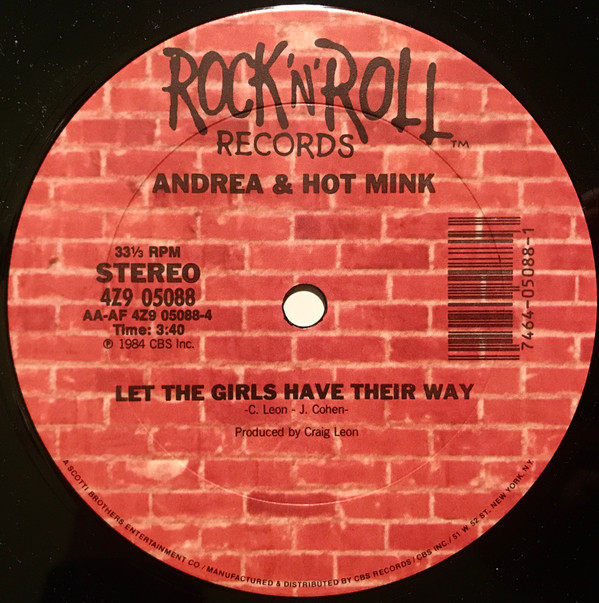 ROCK 'N' ROLL
RECORDS™
ANDREA & HOT MINK
33⅓ RPM
STEREO
4Z9 05088
AA-AF 4Z9 05088-4
Time: 3:40
℗ 1984 CBS Inc.
7464-05088-1
LET THE GIRLS HAVE THEIR WAY
-C. Leon - J. Cohen-
Produced by Craig Leon
A SCOTTI BROTHERS ENTERTAINMENT CO./MANUFACTURED & DISTRIBUTED BY CBS RECORDS/CBS INC./51 W. 52 ST., NEW YORK, N.Y.